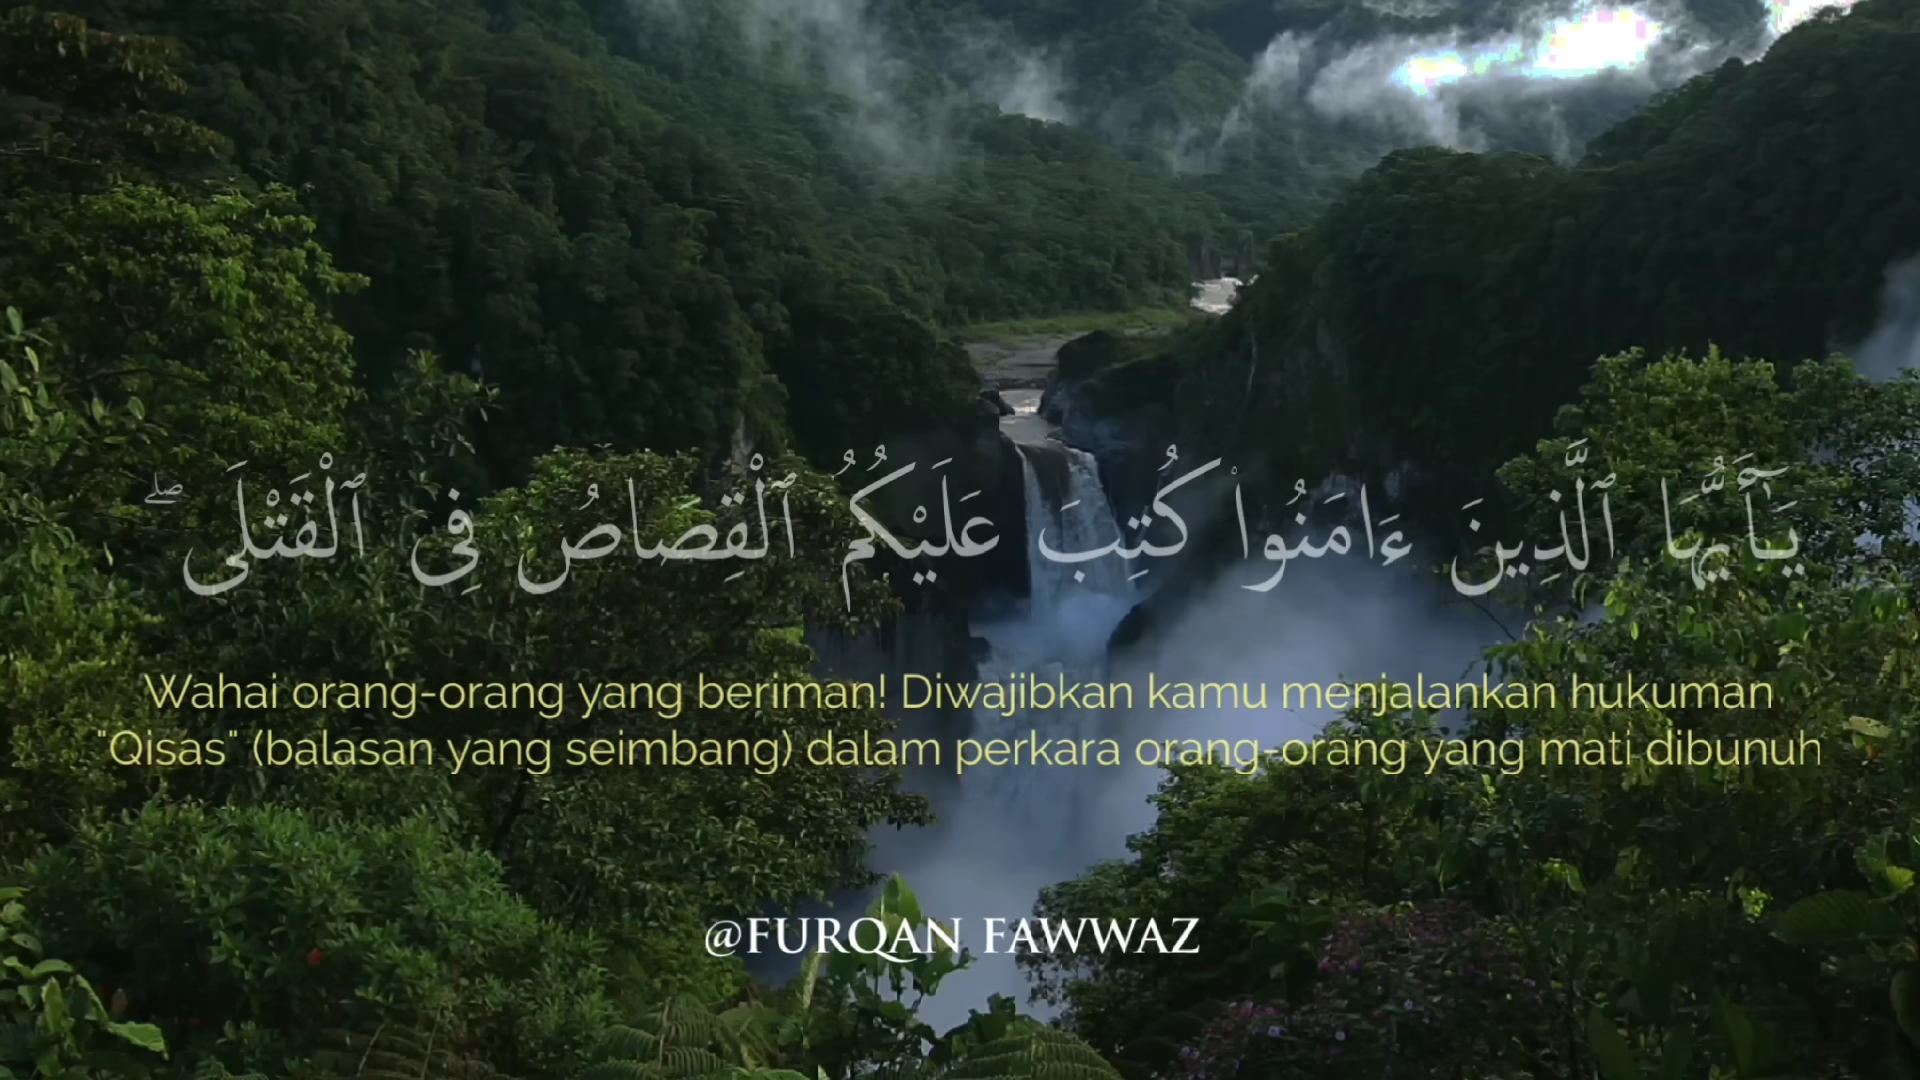 يَـٰٓأَيُّهَا ٱلَّذِينَ ءَامَنُوا۟ كُتِبَ عَلَيْكُمُ ٱلْقِصَاصُ فِى ٱلْقَتْلَى ۖ
Wahai orang-orang yang beriman! Diwajibkan kamu menjalankan hukuman
"Qisas" (balasan yang seimbang) dalam perkara orang-orang yang mati dibunuh
@FURQAN FAWWAZ